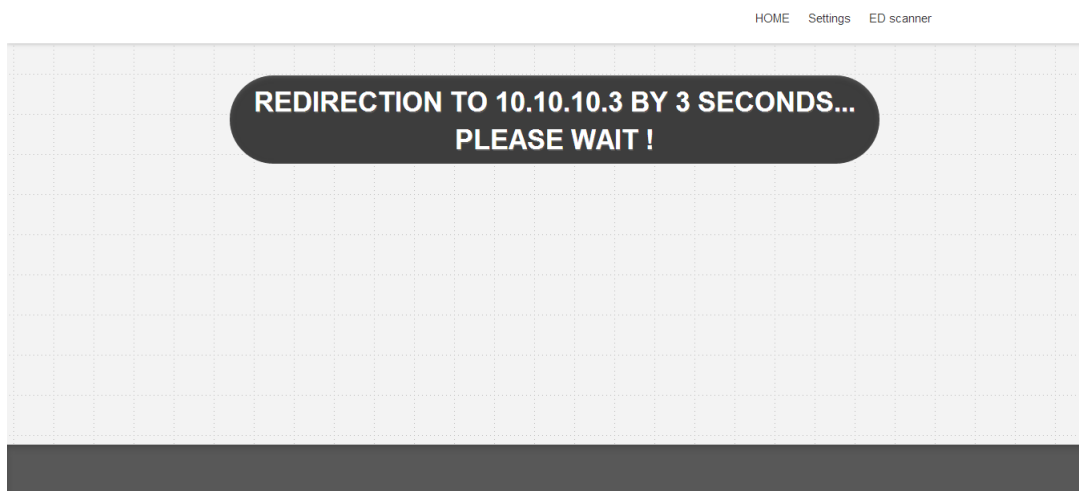 HOME Settings ED scanner
REDIRECTION TO 10.10.10.3 BY 3 SECONDS...
PLEASE WAIT !